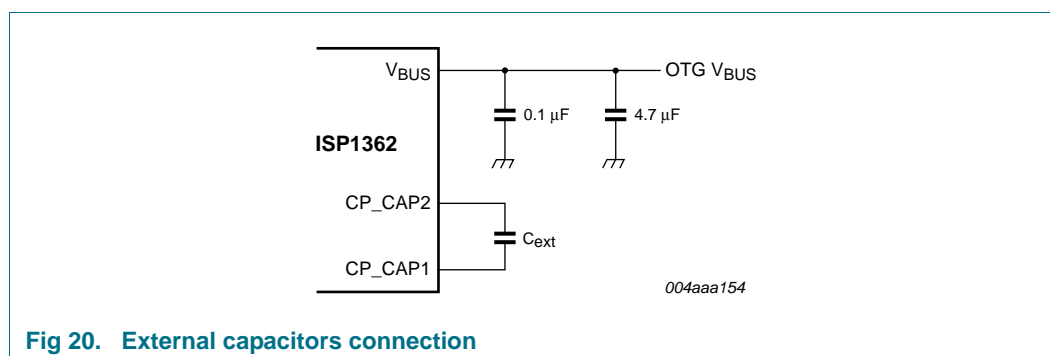 VBUS
OTG VBUS
0.1 μF
4.7 μF
ISP1362
CP_CAP2
Cext
CP_CAP1
004aaa154
Fig 20. External capacitors connection